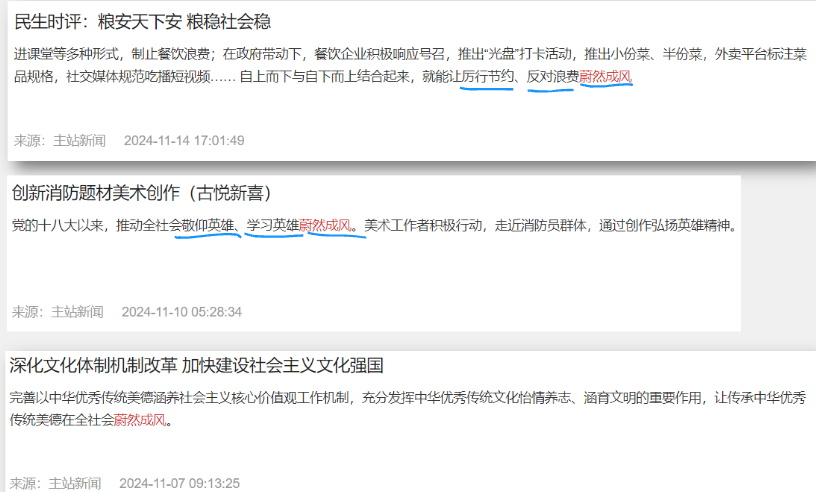 民生时评：粮安天下安 粮稳社会稳
进课堂等多种形式，制止餐饮浪费；在政府带动下，餐饮企业积极响应号召，推出“光盘”打卡活动，推出小份菜、半份菜，外卖平台标注菜
品规格，社交媒体规范吃播短视频…… 自上而下与自下而上结合起来，就能让厉行节约、反对浪费蔚然成风
来源：主站新闻 2024-11-14 17:01:49
创新消防题材美术创作（古悦新喜）
党的十八大以来，推动全社会敬仰英雄、学习英雄蔚然成风。美术工作者积极行动，走近消防员群体，通过创作弘扬英雄精神。
来源：主站新闻 2024-11-10 05:28:34
深化文化体制机制改革 加快建设社会主义文化强国
完善以中华优秀传统美德涵养社会主义核心价值观工作机制，充分发挥中华优秀传统文化怡情养志、涵育文明的重要作用，让传承中华优秀
传统美德在全社会蔚然成风。
来源：主站新闻 2024-11-07 09:13:25